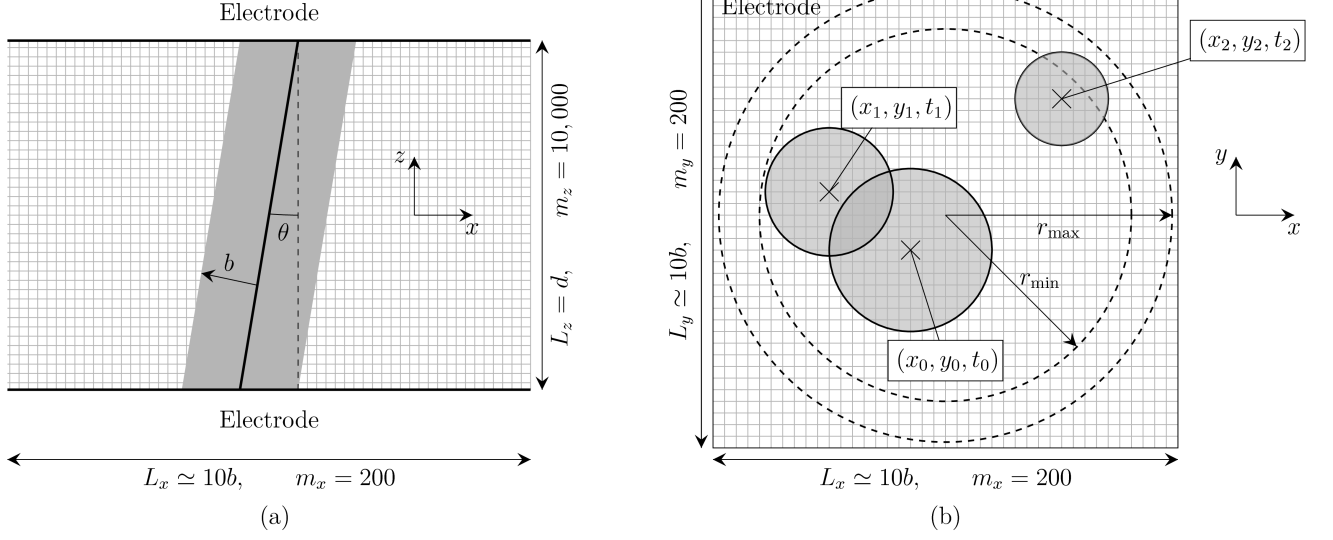 Electrode
z
x
θ
b
L_z = d, m_z = 10,000
Electrode
L_x ≃ 10b, m_x = 200
(a)
Electrode
(x_2, y_2, t_2)
(x_1, y_1, t_1)
y
x
r_max
r_min
(x_0, y_0, t_0)
L_y ≃ 10b, m_y = 200
L_x ≃ 10b, m_x = 200
(b)